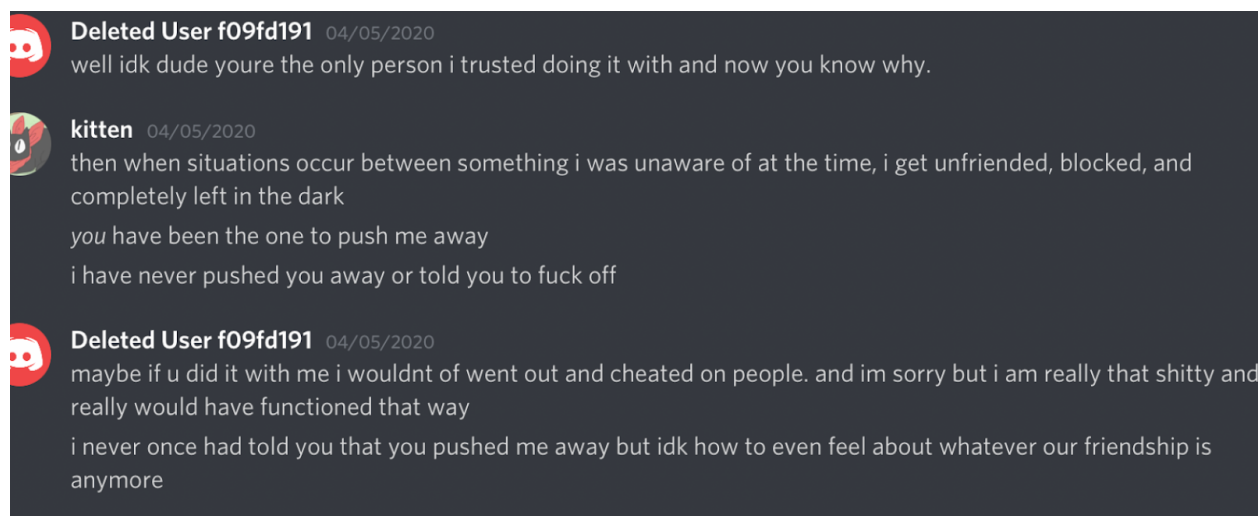 Deleted User f09fd191 04/05/2020
well idk dude youre the only person i trusted doing it with and now you know why.
kitten 04/05/2020
then when situations occur between something i was unaware of at the time, i get unfriended, blocked, and
completely left in the dark
you have been the one to push me away
i have never pushed you away or told you to fuck off
Deleted User f09fd191 04/05/2020
maybe if u did it with me i wouldnt of went out and cheated on people. and im sorry but i am really that shitty and
really would have functioned that way
i never once had told you that you pushed me away but idk how to even feel about whatever our friendship is
anymore